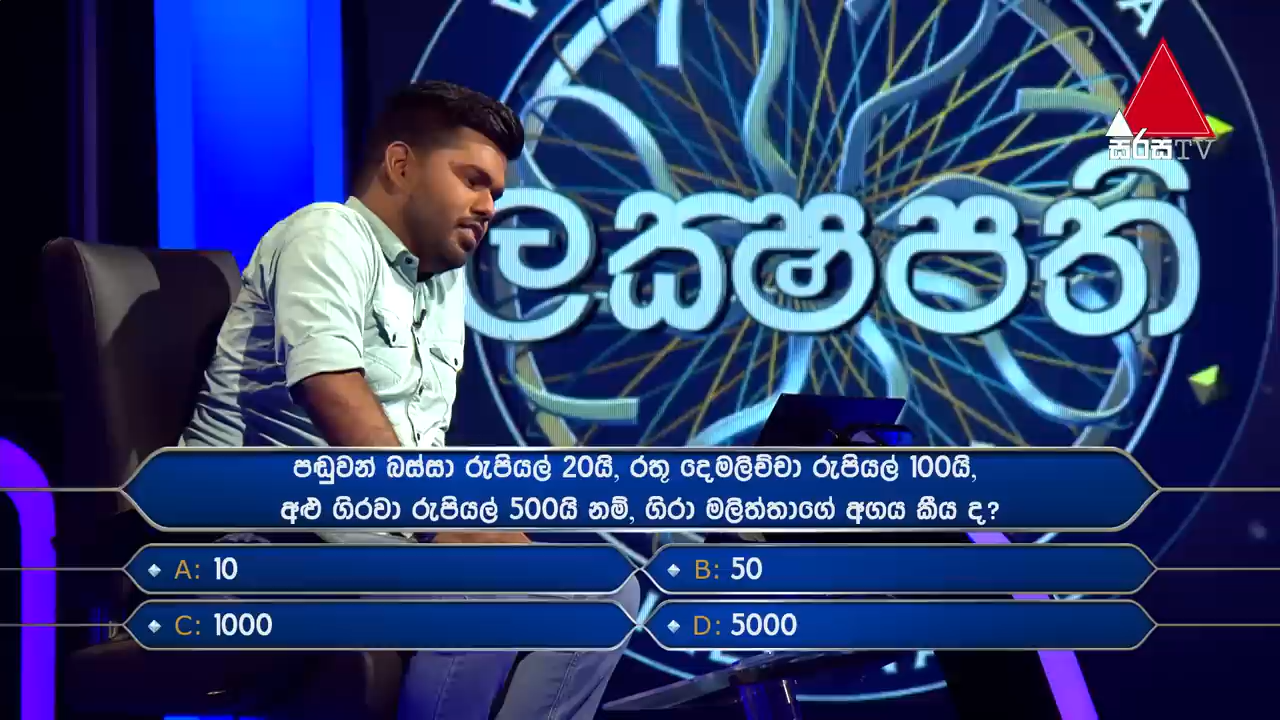 සිරස TV
ලක්ෂපති
පඬුවන් බස්සා රුපියල් 20යි, රතු දෙමලිච්චා රුපියල් 100යි,
අළු ගිරවා රුපියල් 500යි නම්, ගිරා මලිත්තාගේ අගය කීය ද?
A: 10
B: 50
C: 1000
D: 5000